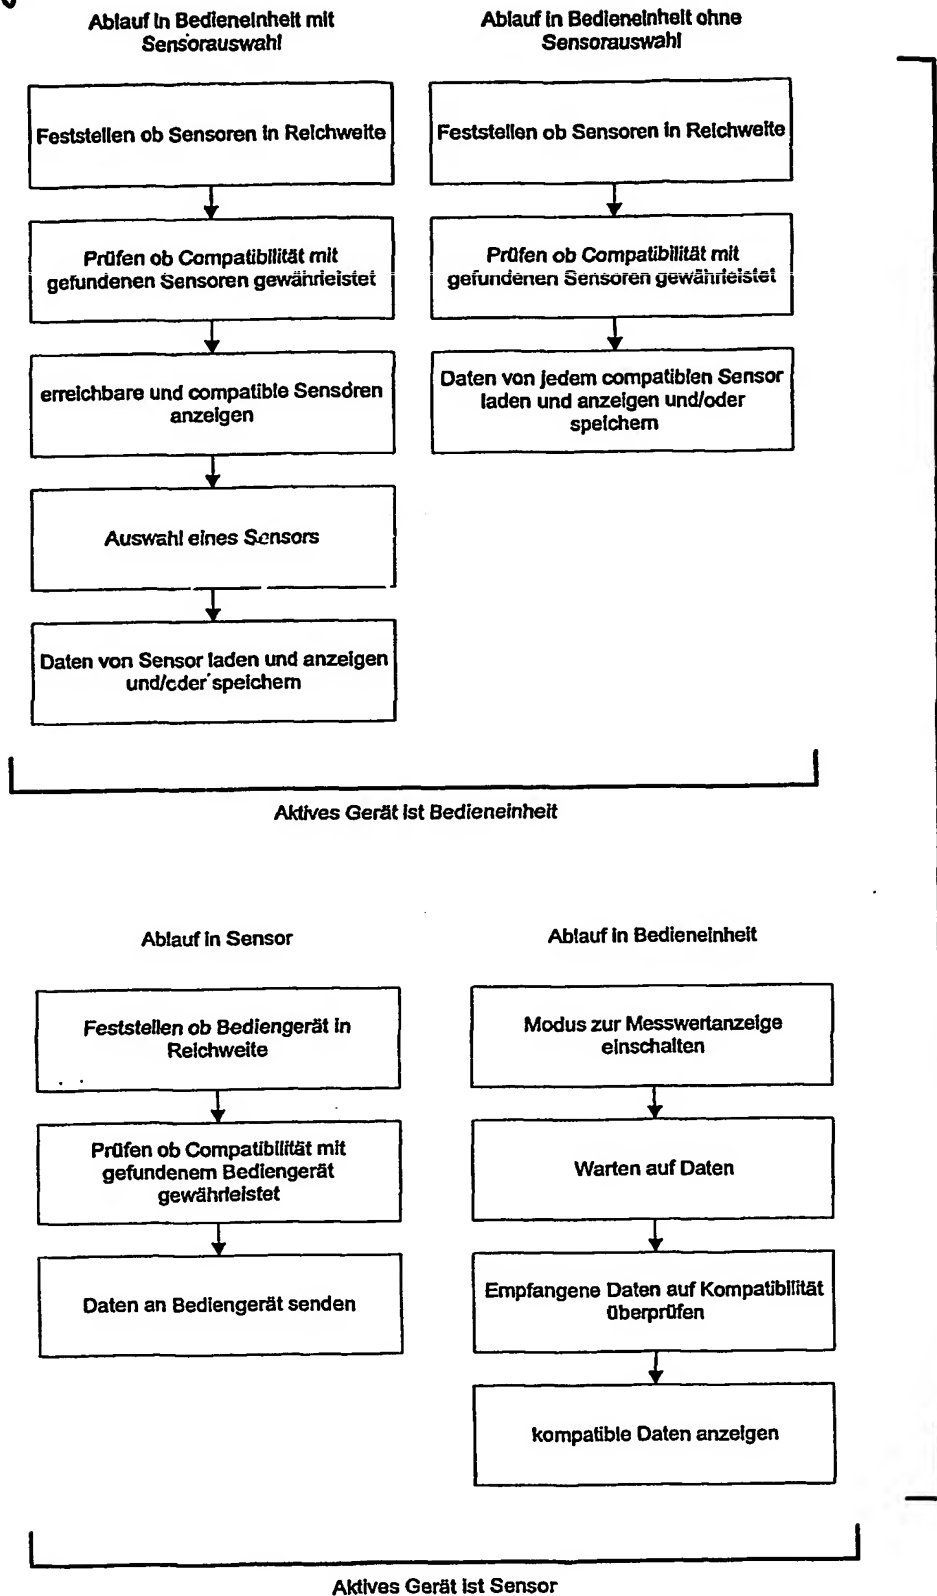 Ablauf in Bedieneinheit mit
Sensorauswahl
Feststellen ob Sensoren in Reichweite
Prüfen ob Compatibilität mit
gefundenen Sensoren gewährleistet
erreichbare und compatible Sensoren
anzeigen
Auswahl eines Sensors
Daten von Sensor laden und anzeigen
und/oder speichern
Ablauf in Bedieneinheit ohne
Sensorauswahl
Feststellen ob Sensoren in Reichweite
Prüfen ob Compatibilität mit
gefundenen Sensoren gewährleistet
Daten von jedem compatiblen Sensor
laden und anzeigen und/oder
speichern
Aktives Gerät ist Bedieneinheit
Ablauf in Sensor
Feststellen ob Bediengerät in
Reichweite
Prüfen ob Compatibilität mit
gefundenem Bediengerät
gewährleistet
Daten an Bediengerät senden
Ablauf in Bedieneinheit
Modus zur Messwertanzeige
einschalten
Warten auf Daten
Empfangene Daten auf Kompatibilität
überprüfen
kompatible Daten anzeigen
Aktives Gerät ist Sensor